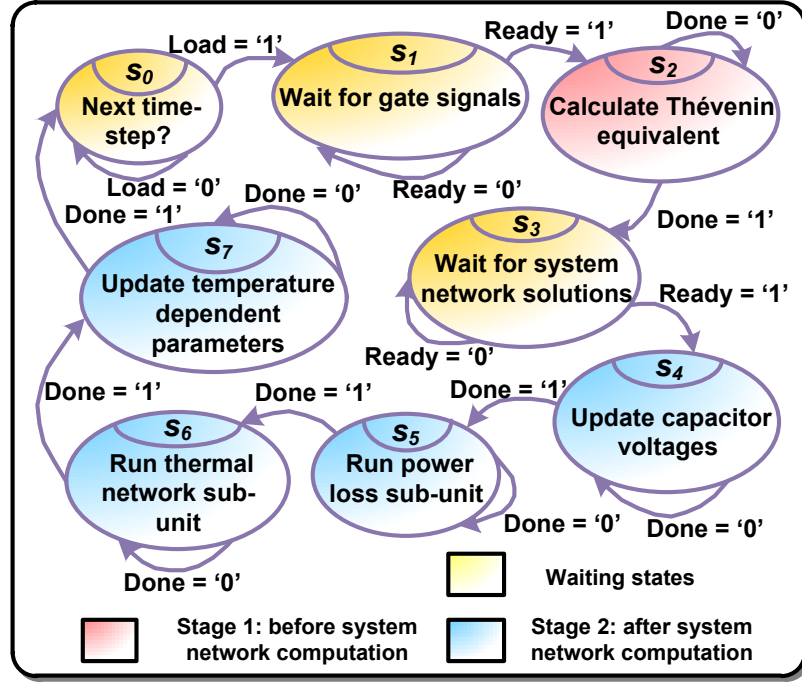 Load = ‘1’
s0
Next time-
step?
Load = ‘0’
s1
Wait for gate signals
Ready = ‘0’
Ready = ‘1’
s2
Calculate Thévenin
equivalent
Done = ‘0’
Done = ‘1’
s3
Wait for system
network solutions
Ready = ‘0’
Ready = ‘1’
s4
Update capacitor
voltages
Done = ‘0’
Done = ‘1’
s5
Run power
loss sub-unit
Done = ‘0’
Done = ‘1’
s6
Run thermal
network sub-
unit
Done = ‘0’
Done = ‘1’
s7
Update temperature
dependent
parameters
Done = ‘0’
Done = ‘1’
Waiting states
Stage 1: before system
network computation
Stage 2: after system
network computation